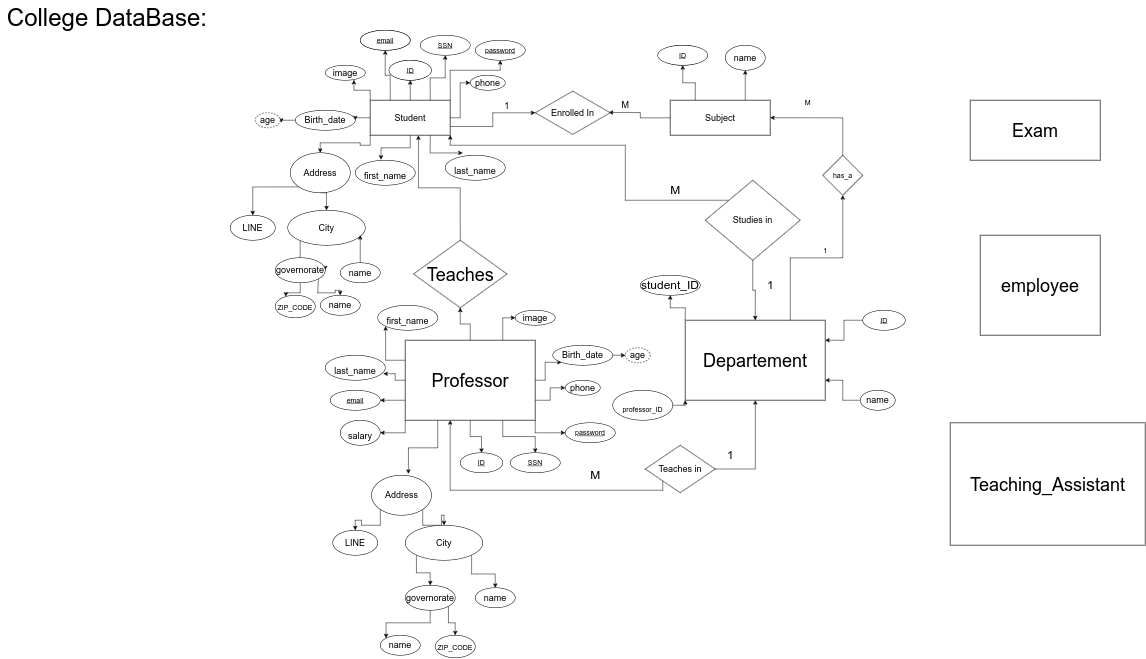 College DataBase:
email
SSN
password
ID
image
phone
ID
name
age
Birth_date
Student
1
Enrolled In
M
Subject
M
Exam
Address
first_name
last_name
has_a
M
Studies in
LINE
City
1
governorate
name
Teaches
ZIP_CODE
name
student_ID
1
employee
first_name
image
ID
last_name
Birth_date
age
Departement
Professor
phone
email
professor_ID
name
salary
password
ID
SSN
Teaches in
1
M
Teaching_Assistant
Address
LINE
City
governorate
name
name
ZIP_CODE